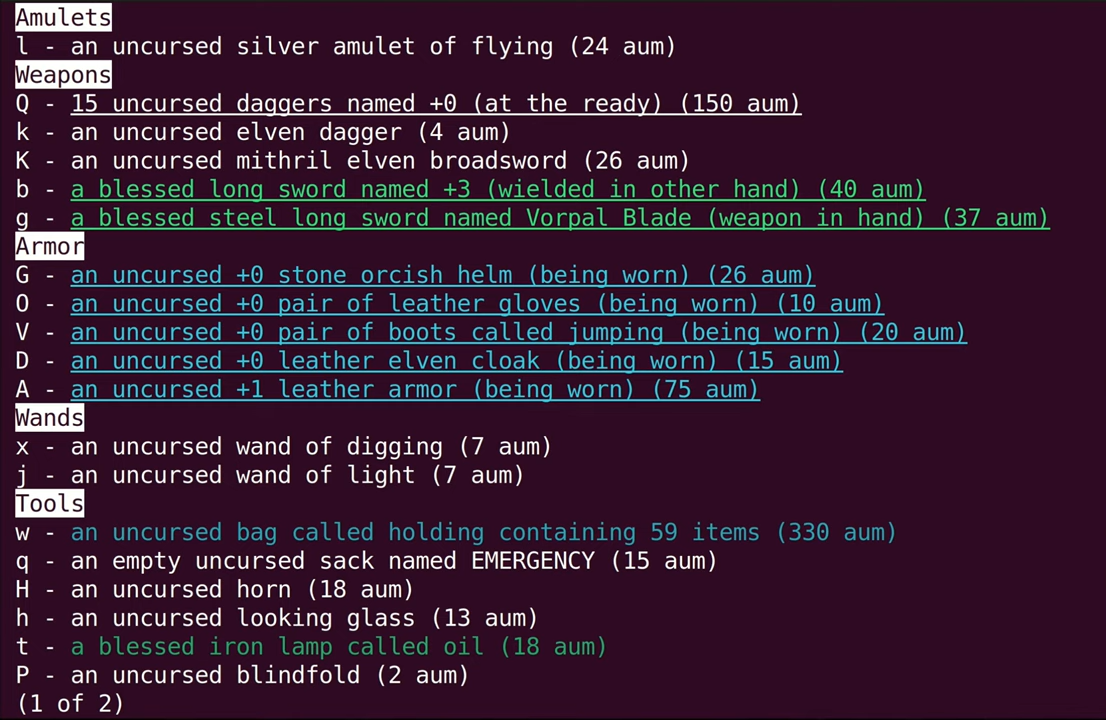 Amulets
l - an uncursed silver amulet of flying (24 aum)
Weapons
Q - 15 uncursed daggers named +0 (at the ready) (150 aum)
k - an uncursed elven dagger (4 aum)
K - an uncursed mithril elven broadsword (26 aum)
b - a blessed long sword named +3 (wielded in other hand) (40 aum)
g - a blessed steel long sword named Vorpal Blade (weapon in hand) (37 aum)
Armor
G - an uncursed +0 stone orcish helm (being worn) (26 aum)
O - an uncursed +0 pair of leather gloves (being worn) (10 aum)
V - an uncursed +0 pair of boots called jumping (being worn) (20 aum)
D - an uncursed +0 leather elven cloak (being worn) (15 aum)
A - an uncursed +1 leather armor (being worn) (75 aum)
Wands
x - an uncursed wand of digging (7 aum)
j - an uncursed wand of light (7 aum)
Tools
w - an uncursed bag called holding containing 59 items (330 aum)
q - an empty uncursed sack named EMERGENCY (15 aum)
H - an uncursed horn (18 aum)
h - an uncursed looking glass (13 aum)
t - a blessed iron lamp called oil (18 aum)
P - an uncursed blindfold (2 aum)
(1 of 2)